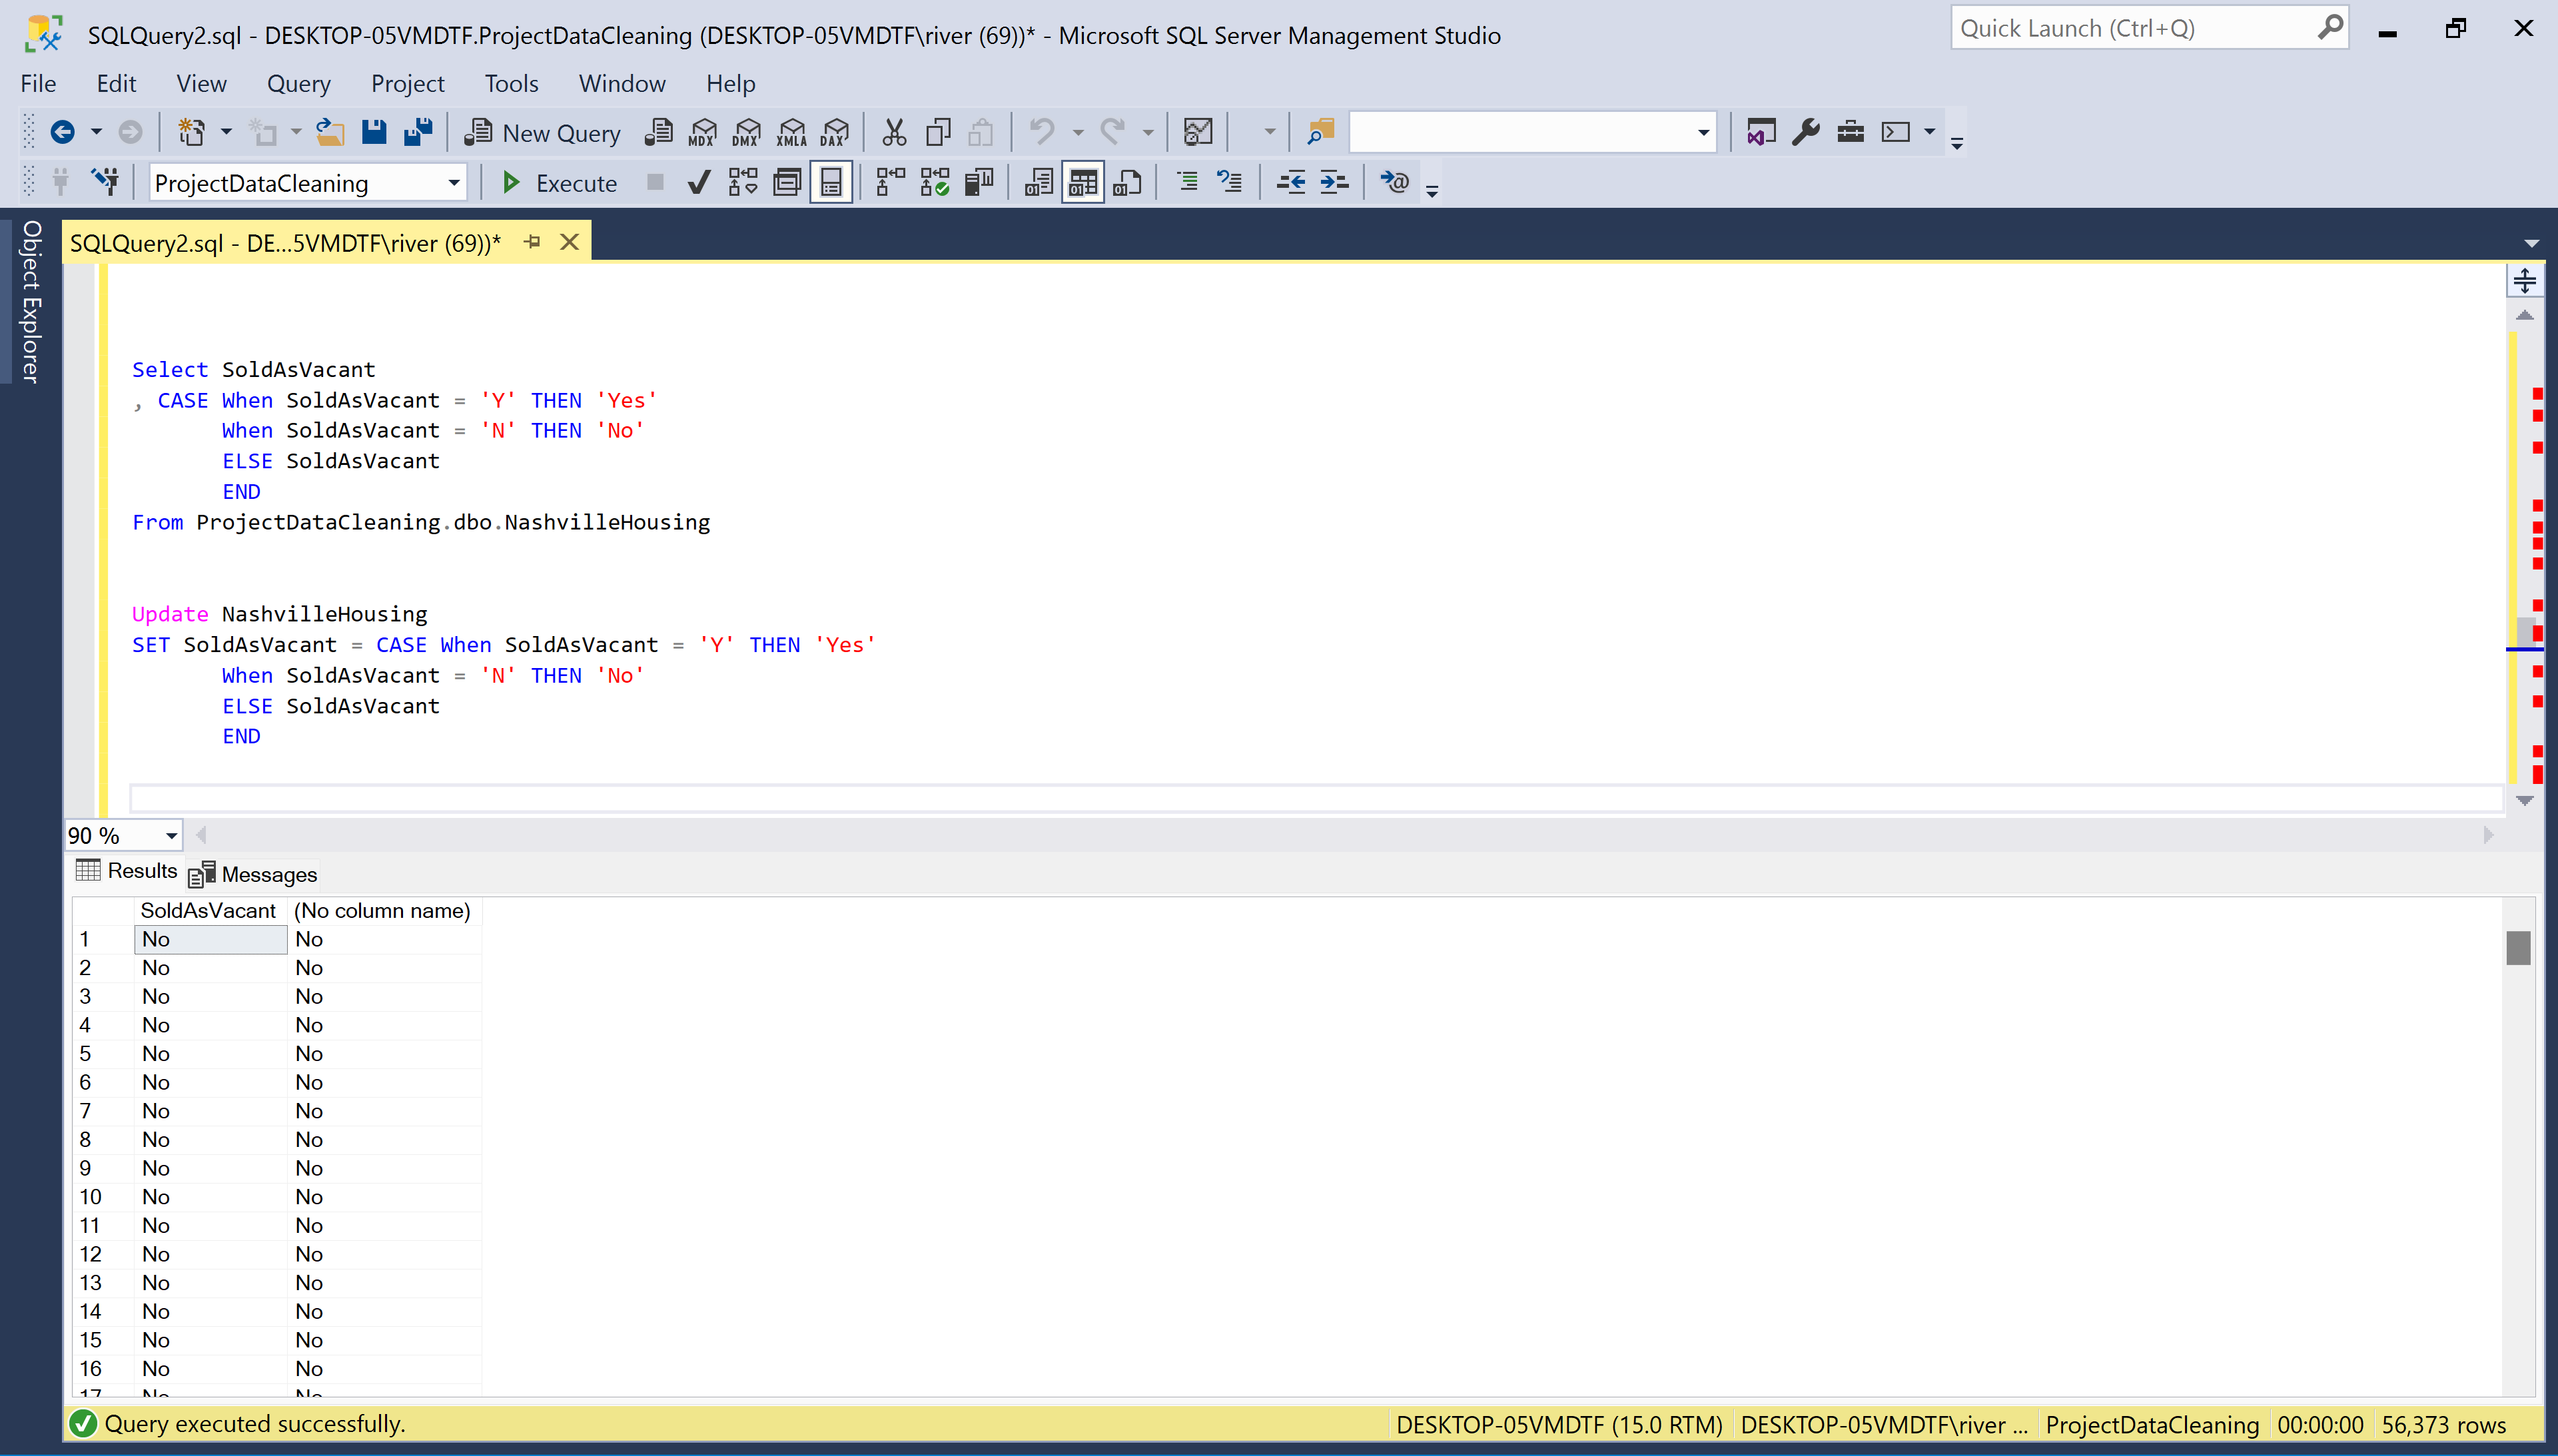 SQLQuery2.sql - DESKTOP-05VMDTF.ProjectDataCleaning (DESKTOP-05VMDTF\river (69))* - Microsoft SQL Server Management Studio
Quick Launch (Ctrl+Q)
File Edit View Query Project Tools Window Help
New Query MDX DMX XMLA DAX
ProjectDataCleaning Execute
Object Explorer
SQLQuery2.sql - DE...5VMDTF\river (69))*
Select SoldAsVacant
, CASE When SoldAsVacant = 'Y' THEN 'Yes'
When SoldAsVacant = 'N' THEN 'No'
ELSE SoldAsVacant
END
From ProjectDataCleaning.dbo.NashvilleHousing
Update NashvilleHousing
SET SoldAsVacant = CASE When SoldAsVacant = 'Y' THEN 'Yes'
When SoldAsVacant = 'N' THEN 'No'
ELSE SoldAsVacant
END
90 %
Results Messages
SoldAsVacant (No column name)
1 No No
2 No No
3 No No
4 No No
5 No No
6 No No
7 No No
8 No No
9 No No
10 No No
11 No No
12 No No
13 No No
14 No No
15 No No
16 No No
17 No No
Query executed successfully. DESKTOP-05VMDTF (15.0 RTM) DESKTOP-05VMDTF\river ... ProjectDataCleaning 00:00:00 56,373 rows